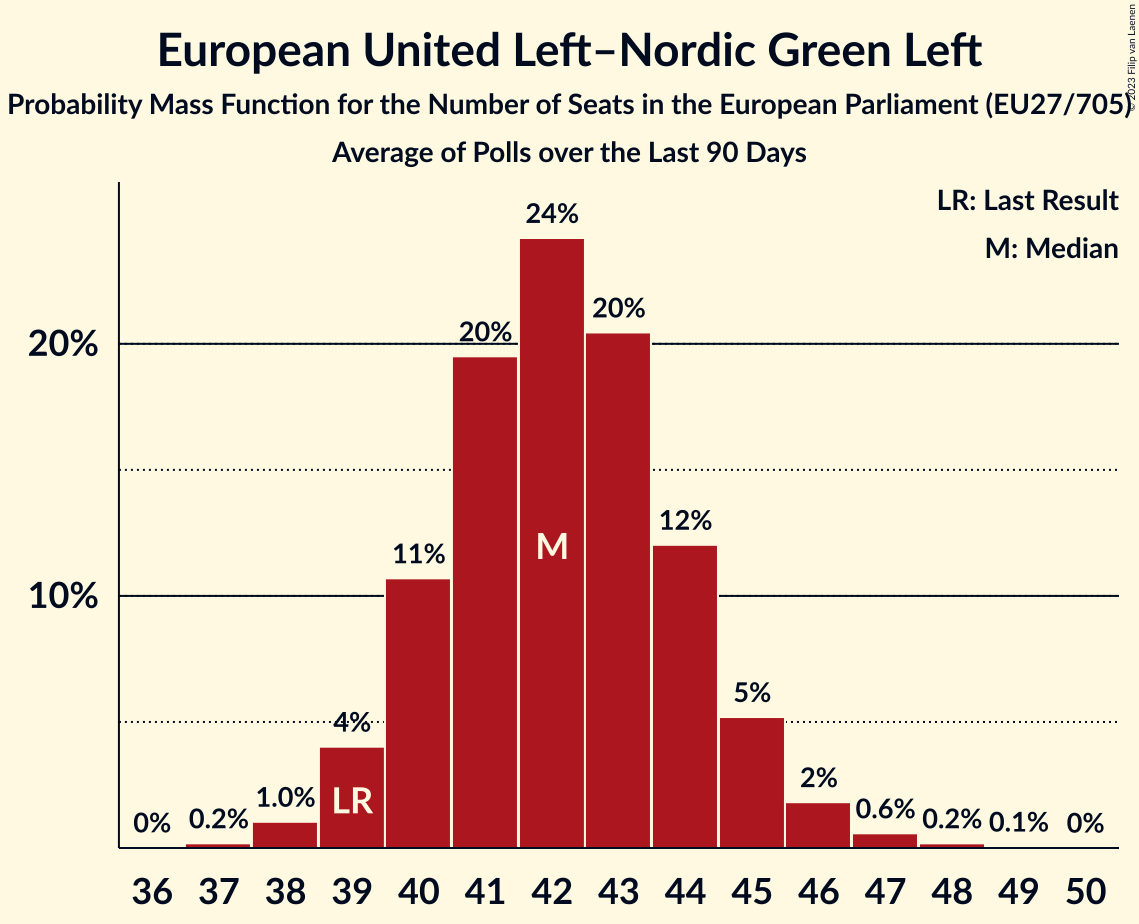 European United Left–Nordic Green Left
Probability Mass Function for the Number of Seats in the European Parliament (EU27/705)
Average of Polls over the Last 90 Days
© 2023 Filip van Laenen
LR: Last Result
M: Median
20%
10%
0%
0.2%
1.0%
4%
11%
20%
24%
20%
12%
5%
2%
0.6%
0.2%
0.1%
0%
LR
M
36 37 38 39 40 41 42 43 44 45 46 47 48 49 50